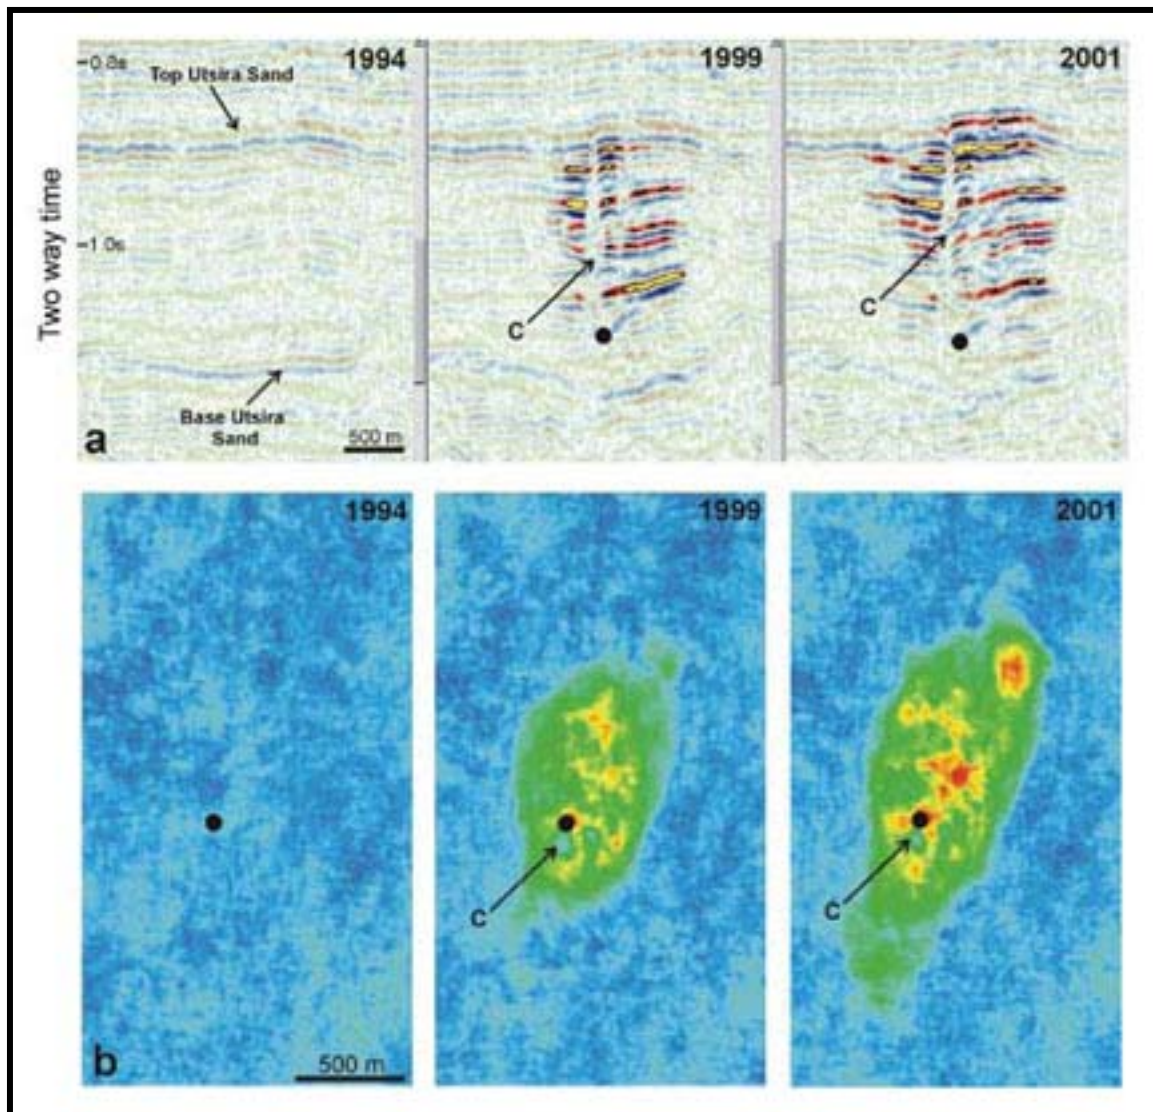 1994
1999
2001
0.8s
Top Utsira Sand
Two way time
1.0s
C
C
Base Utsira
Sand
500 m
a
1994
1999
2001
C
C
b
500 m